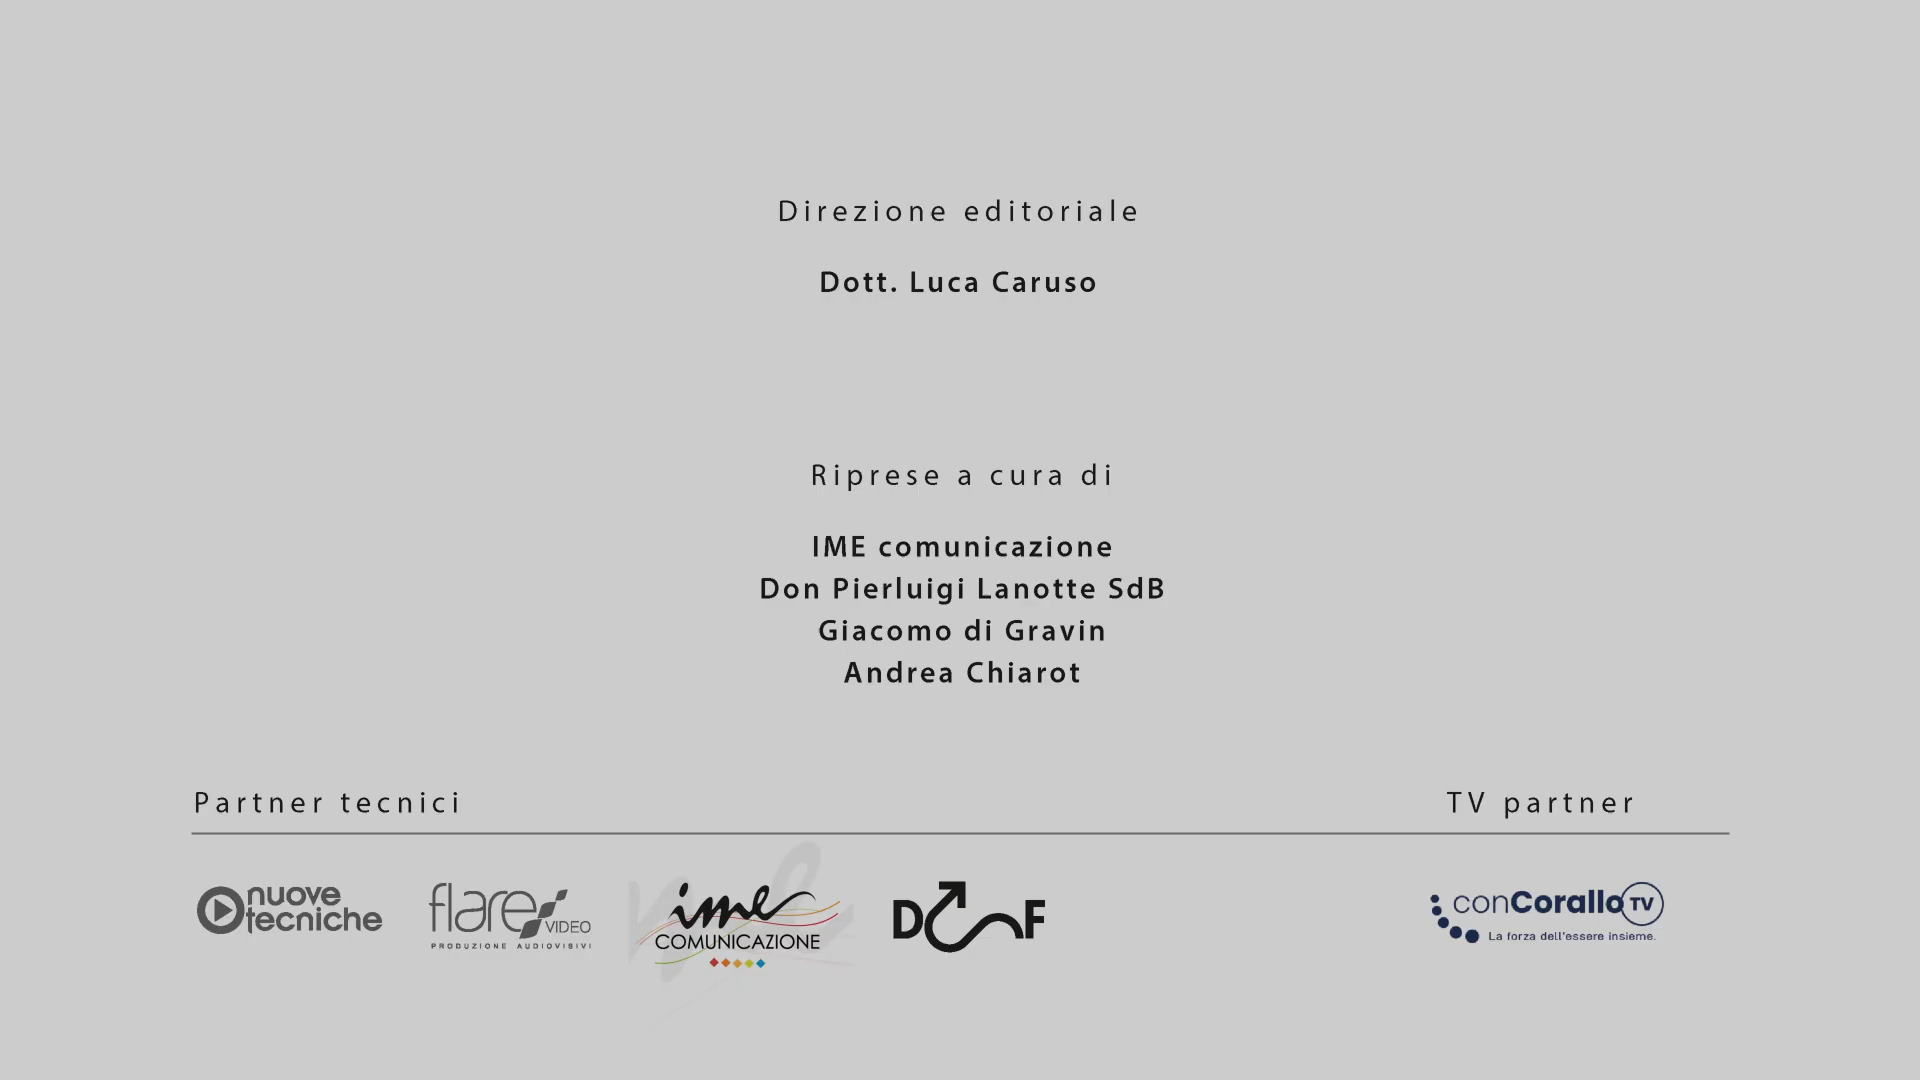 Direzione editoriale
Dott. Luca Caruso
Riprese a cura di
IME comunicazione
Don Pierluigi Lanotte SdB
Giacomo di Gravin
Andrea Chiarot
Partner tecnici
TV partner
nuove
tecniche
flare
VIDEO
PRODUZIONE AUDIOVISIVI
ime
COMUNICAZIONE
conCorallo TV
La forza dell'essere insieme.